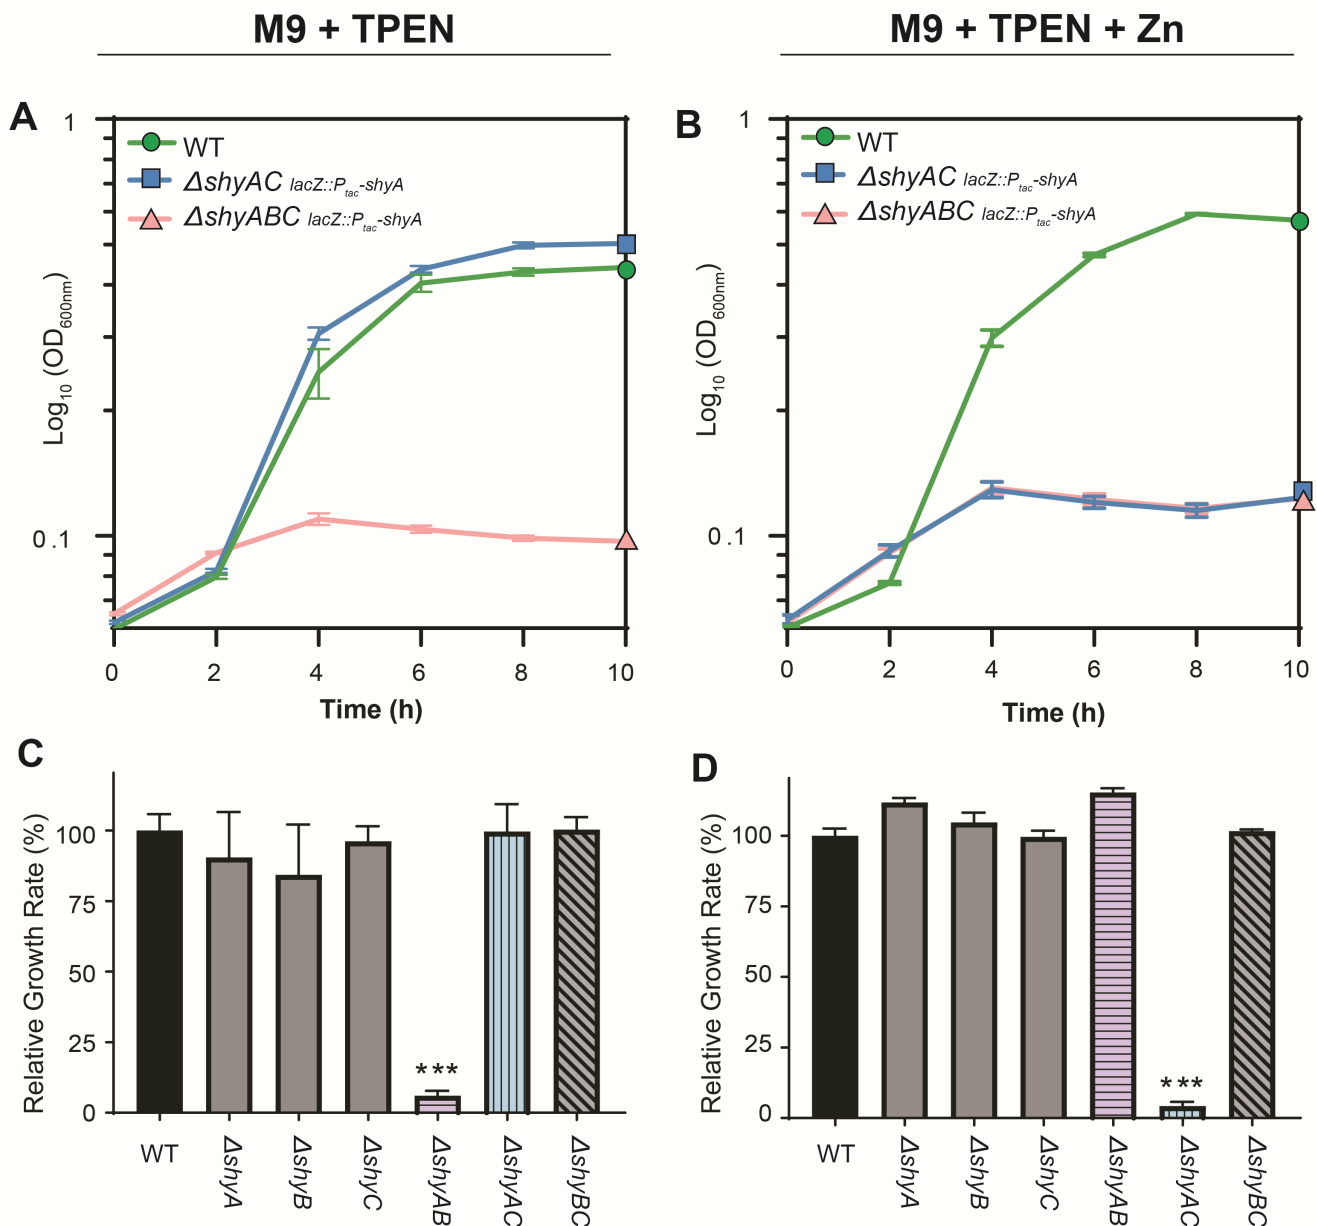 M9 + TPEN
M9 + TPEN + Zn
A
1
WT
ΔshyAC lacZ::Ptac-shyA
ΔshyABC lacZ::Ptac-shyA
Log10 (OD600nm)
0.1
0 2 4 6 8 10
Time (h)
B
1
WT
ΔshyAC lacZ::Ptac-shyA
ΔshyABC lacZ::Ptac-shyA
Log10 (OD600nm)
0.1
0 2 4 6 8 10
Time (h)
C
Relative Growth Rate (%)
100
75
50
25
0
***
WT ΔshyA ΔshyB ΔshyC ΔshyAB ΔshyAC ΔshyBC
D
Relative Growth Rate (%)
100
75
50
25
0
***
WT ΔshyA ΔshyB ΔshyC ΔshyAB ΔshyAC ΔshyBC